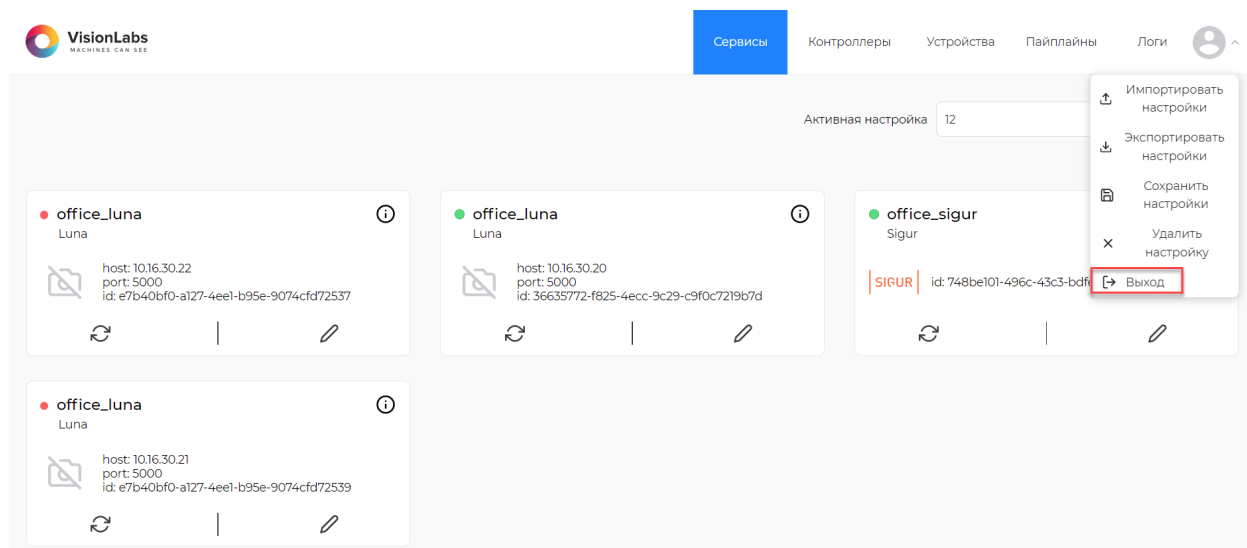 VisionLabs
MACHINES CAN SEE
Сервисы
Контроллеры
Устройства
Пайплайны
Логи
Импортировать
настройки
Экспортировать
настройки
Сохранить
настройки
Удалить
настройку
Выход
Активная настройка
12
office_luna
Luna
host: 10.16.30.22
port: 5000
id: e7b40bf0-a127-4ee1-b95e-9074cfd72537
office_luna
Luna
host: 10.16.30.20
port: 5000
id: 36635772-f825-4ecc-9c29-c9f0c7219b7d
office_sigur
Sigur
SIGUR
id: 748be101-496c-43c3-bdfe
office_luna
Luna
host: 10.16.30.21
port: 5000
id: e7b40bf0-a127-4ee1-b95e-9074cfd72539